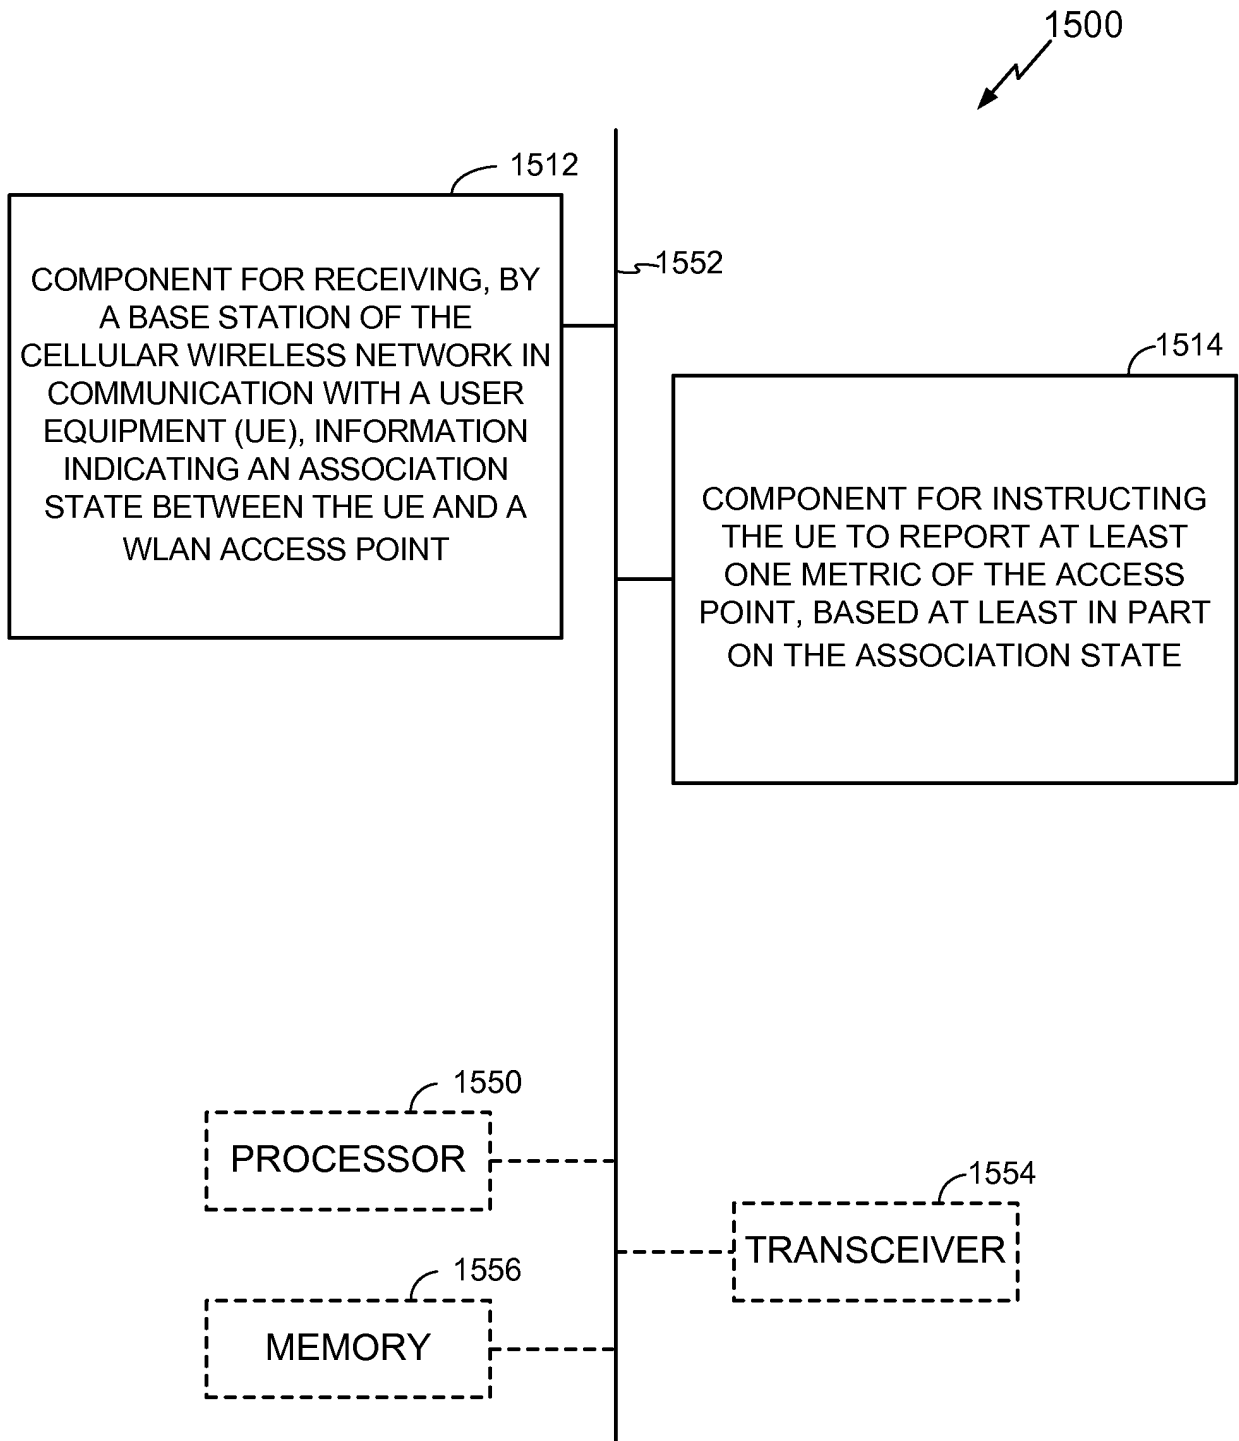 1500
1512
COMPONENT FOR RECEIVING, BY
A BASE STATION OF THE
CELLULAR WIRELESS NETWORK IN
COMMUNICATION WITH A USER
EQUIPMENT (UE), INFORMATION
INDICATING AN ASSOCIATION
STATE BETWEEN THE UE AND A
WLAN ACCESS POINT
1552
1514
COMPONENT FOR INSTRUCTING
THE UE TO REPORT AT LEAST
ONE METRIC OF THE ACCESS
POINT, BASED AT LEAST IN PART
ON THE ASSOCIATION STATE
1550
PROCESSOR
1554
TRANSCEIVER
1556
MEMORY